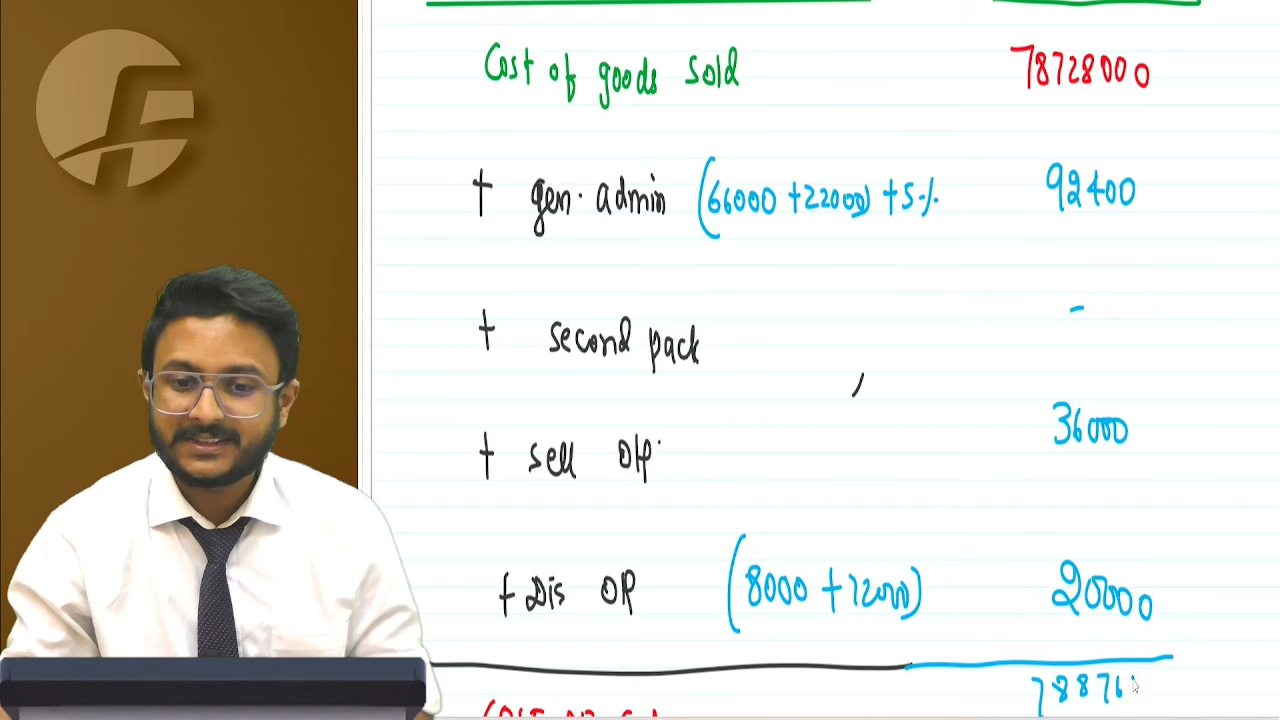 Cost of goods sold 78728000
+ gen. admin (66000 + 22000) + 5% 92400
+ second pack -
+ sell O/H 36000
+ Dis OH (8000 + 12000) 20000
78876